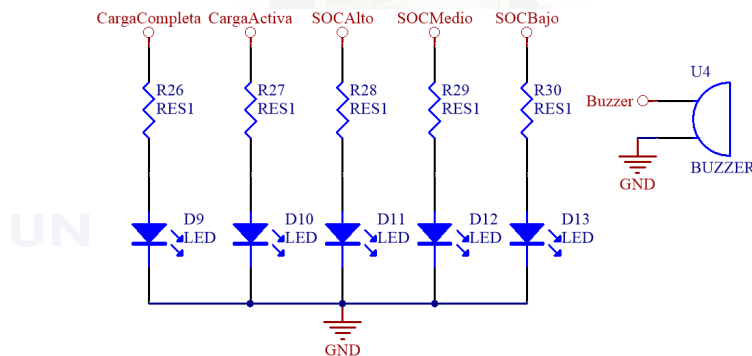 CargaCompleta CargaActiva SOCAlto SOCMedio SOCBajo
U4
R26 R27 R28 R29 R30
RES1 RES1 RES1 RES1 RES1
Buzzer
BUZZER
GND
D9 D10 D11 D12 D13
LED LED LED LED LED
UN
GND